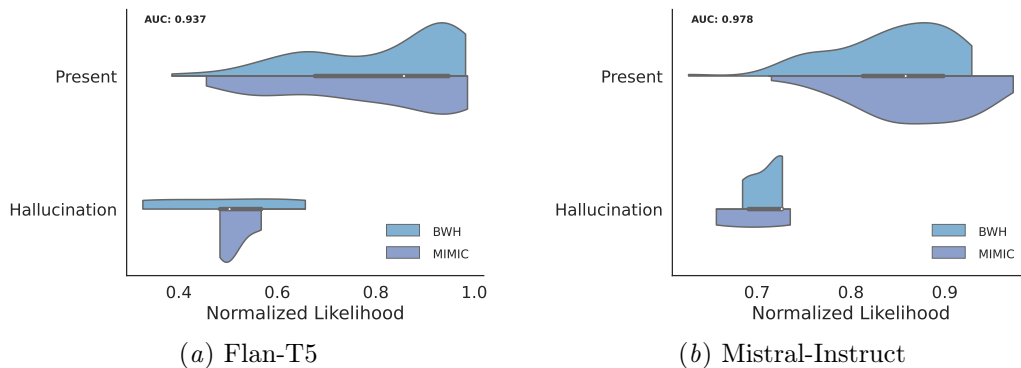 AUC: 0.937
Present
Hallucination
BWH
MIMIC
0.4 0.6 0.8 1.0
Normalized Likelihood
(a) Flan-T5
AUC: 0.978
Present
Hallucination
BWH
MIMIC
0.7 0.8 0.9
Normalized Likelihood
(b) Mistral-Instruct